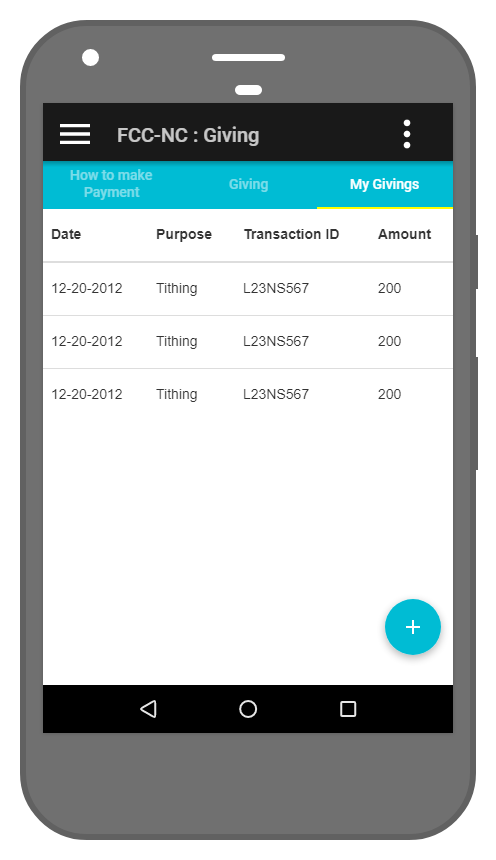 FCC-NC : Giving
How to make
Payment
Giving
My Givings
Date Purpose Transaction ID Amount
12-20-2012 Tithing L23NS567 200
12-20-2012 Tithing L23NS567 200
12-20-2012 Tithing L23NS567 200